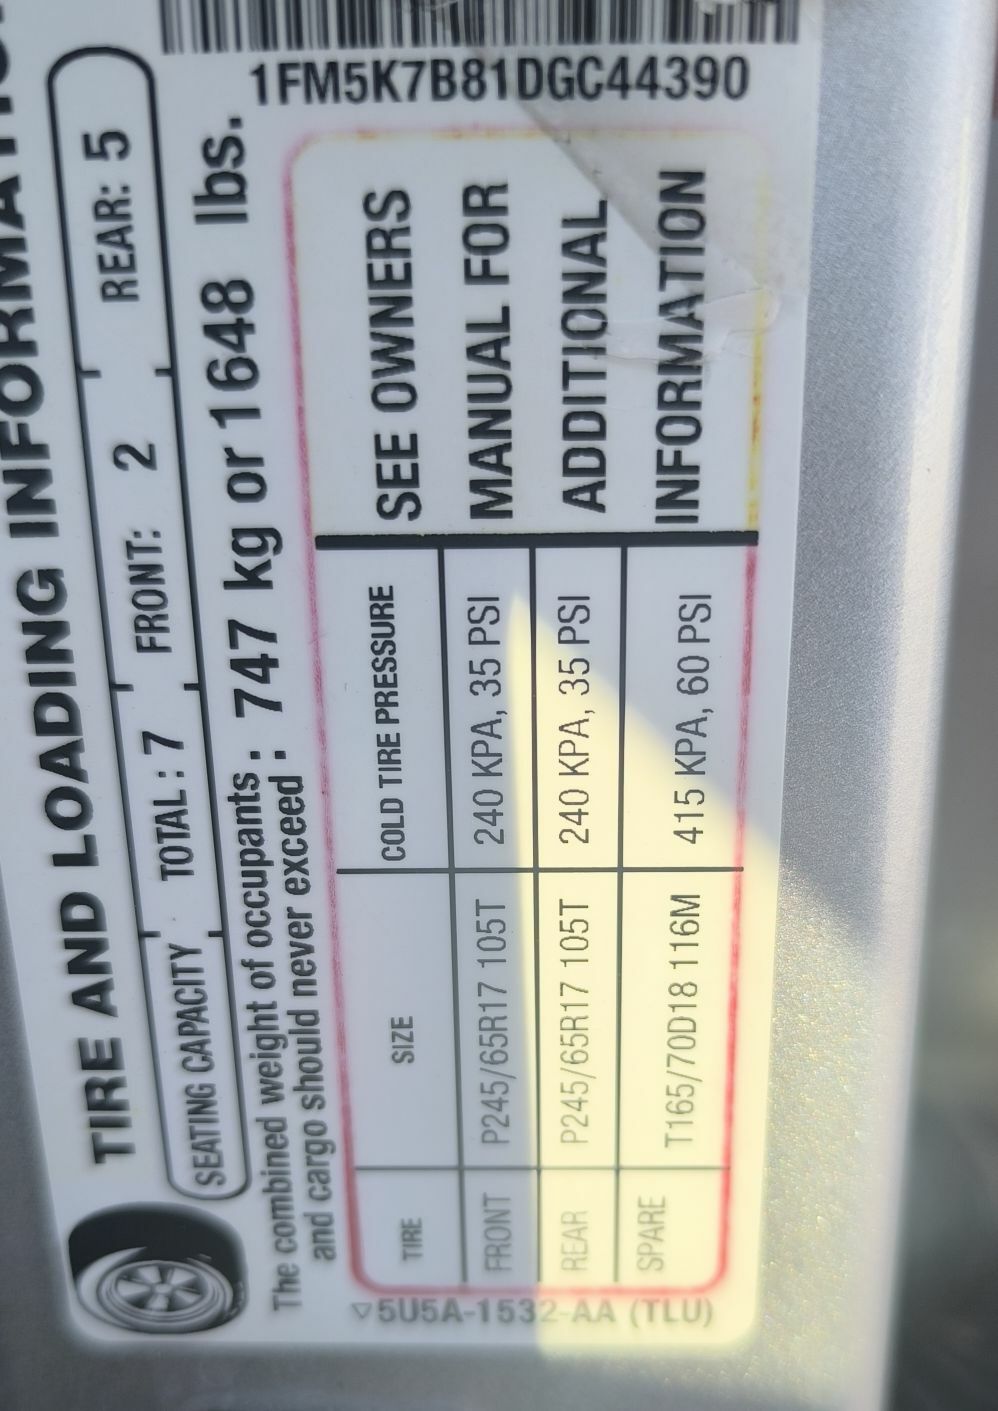 TIRE AND LOADING INFORMATION
SEATING CAPACITY TOTAL : 7 FRONT: 2 REAR: 5
The combined weight of occupants : 747 kg or 1648 lbs.
and cargo should never exceed :
1FM5K7B81DGC44390
TIRE SIZE COLD TIRE PRESSURE
FRONT P245/65R17 105T 240 KPA, 35 PSI
REAR P245/65R17 105T 240 KPA, 35 PSI
SPARE T165/70D18 116M 415 KPA, 60 PSI
SEE OWNERS
MANUAL FOR
ADDITIONAL
INFORMATION
▽5U5A-1532-AA (TLU)